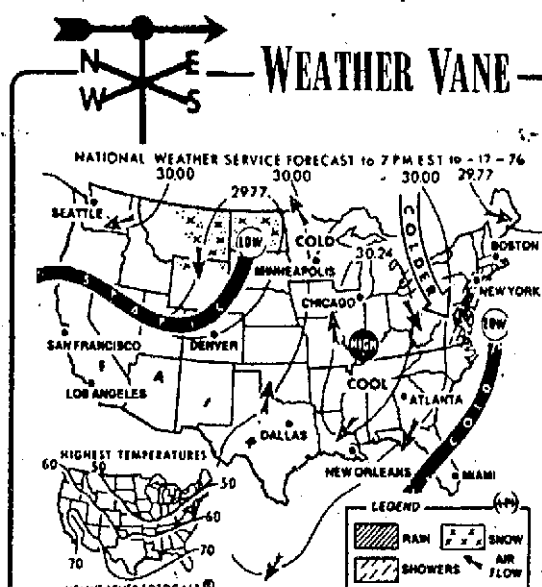 N E
W S
WEATHER VANE
NATIONAL WEATHER SERVICE FORECAST to 7 PM EST 10 - 17 - 76
30.00 29.77 30.00 30.00 29.77
SEATTLE
COLD
LOW
COLDER
BOSTON
MINNEAPOLIS
30.24
NEW YORK
CHICAGO
LOW
SAN FRANCISCO
DENVER
HIGH
COOL
LOS ANGELES
ATLANTA
COLD
DALLAS
NEW ORLEANS
MIAMI
HIGHEST TEMPERATURES
60 50
50
60
70
70
LEGEND
RAIN
SNOW
SHOWERS
AIR FLOW